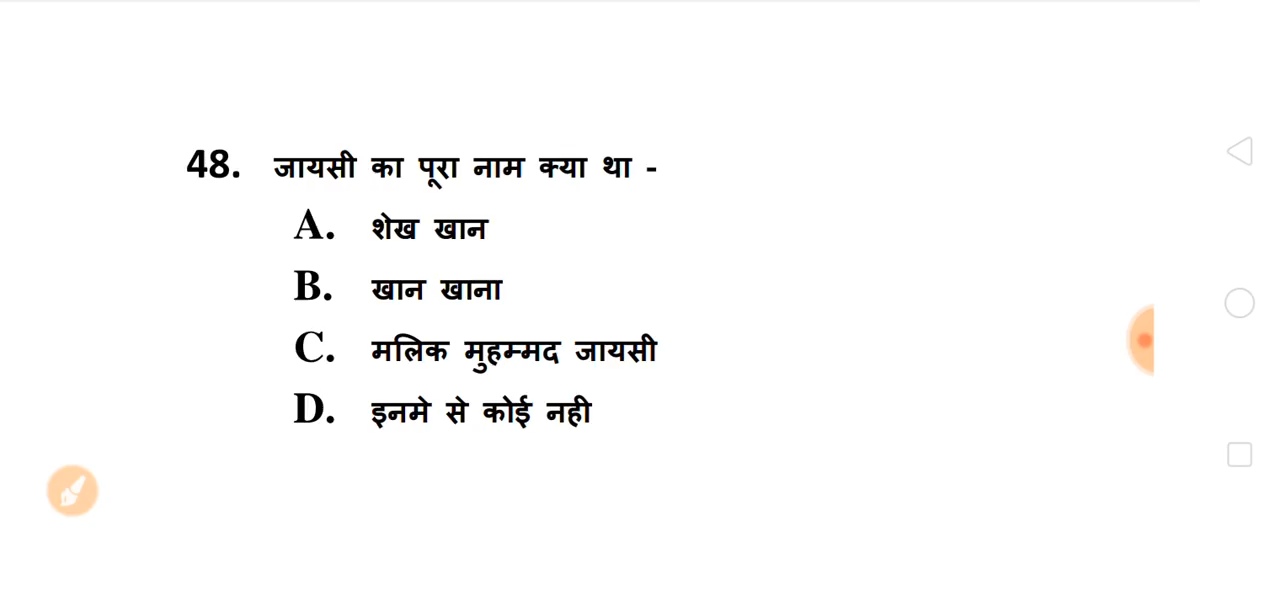 48. जायसी का पूरा नाम क्या था -
A. शेख खान
B. खान खाना
C. मलिक मुहम्मद जायसी
D. इनमे से कोई नही